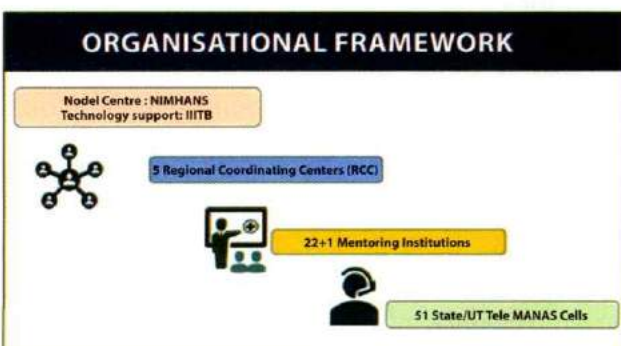 ORGANISATIONAL FRAMEWORK
Nodel Centre : NIMHANS
Technology support: IIITB
5 Regional Coordinating Centers (RCC)
22+1 Mentoring Institutions
51 State/UT Tele MANAS Cells